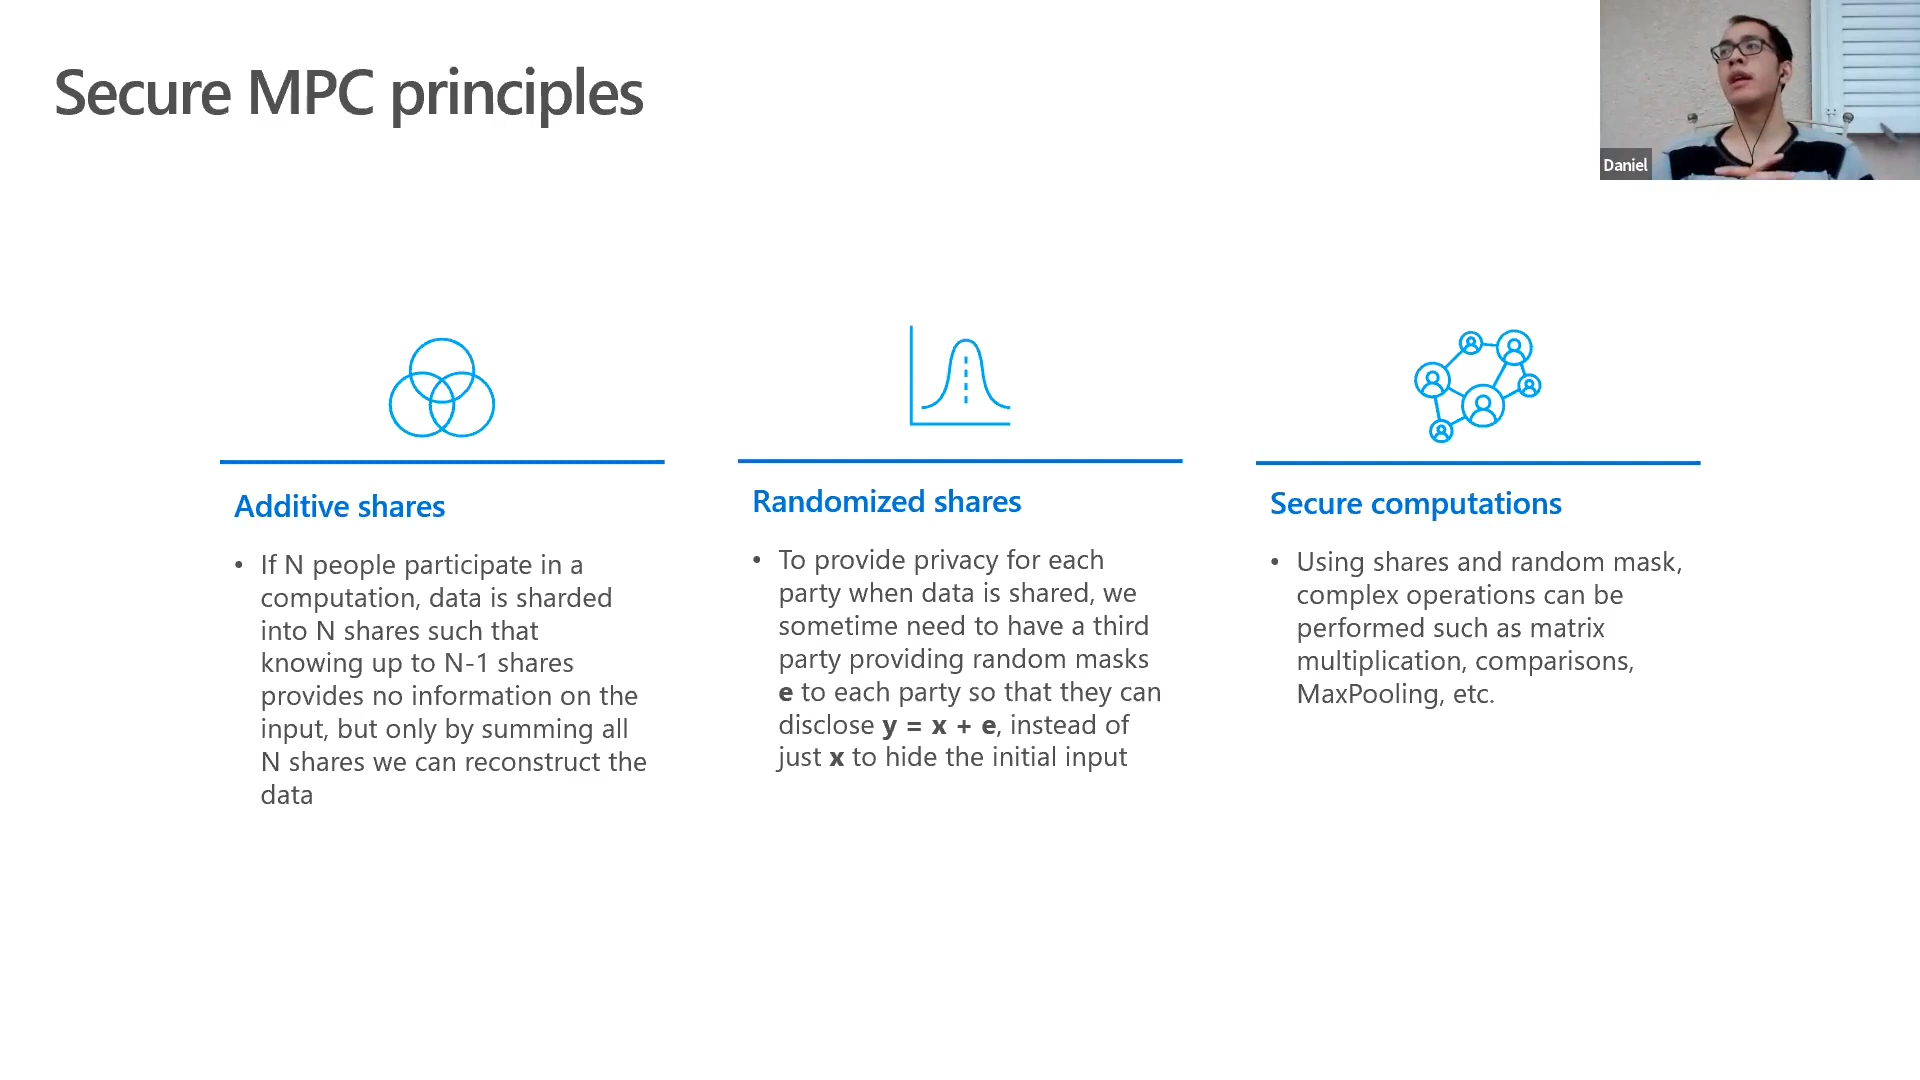 Secure MPC principles
Daniel
Additive shares
• If N people participate in a
computation, data is sharded
into N shares such that
knowing up to N-1 shares
provides no information on the
input, but only by summing all
N shares we can reconstruct the
data
Randomized shares
• To provide privacy for each
party when data is shared, we
sometime need to have a third
party providing random masks
e to each party so that they can
disclose y = x + e, instead of
just x to hide the initial input
Secure computations
• Using shares and random mask,
complex operations can be
performed such as matrix
multiplication, comparisons,
MaxPooling, etc.